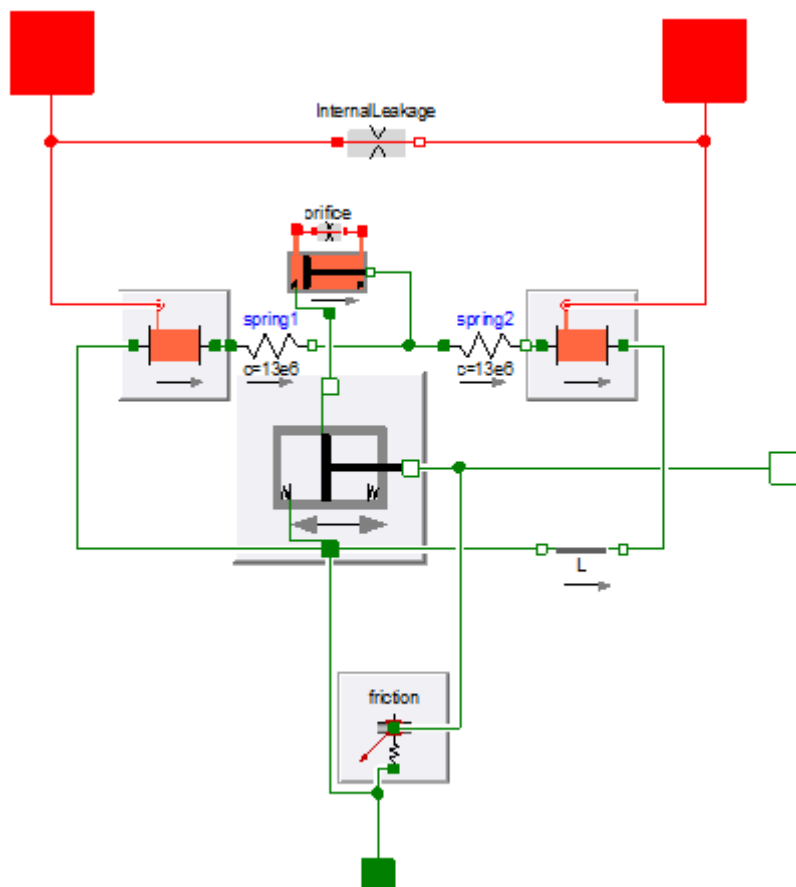 InternalLeakage
orifice
spring1
spring2
c=13e6
c=13e6
L
friction